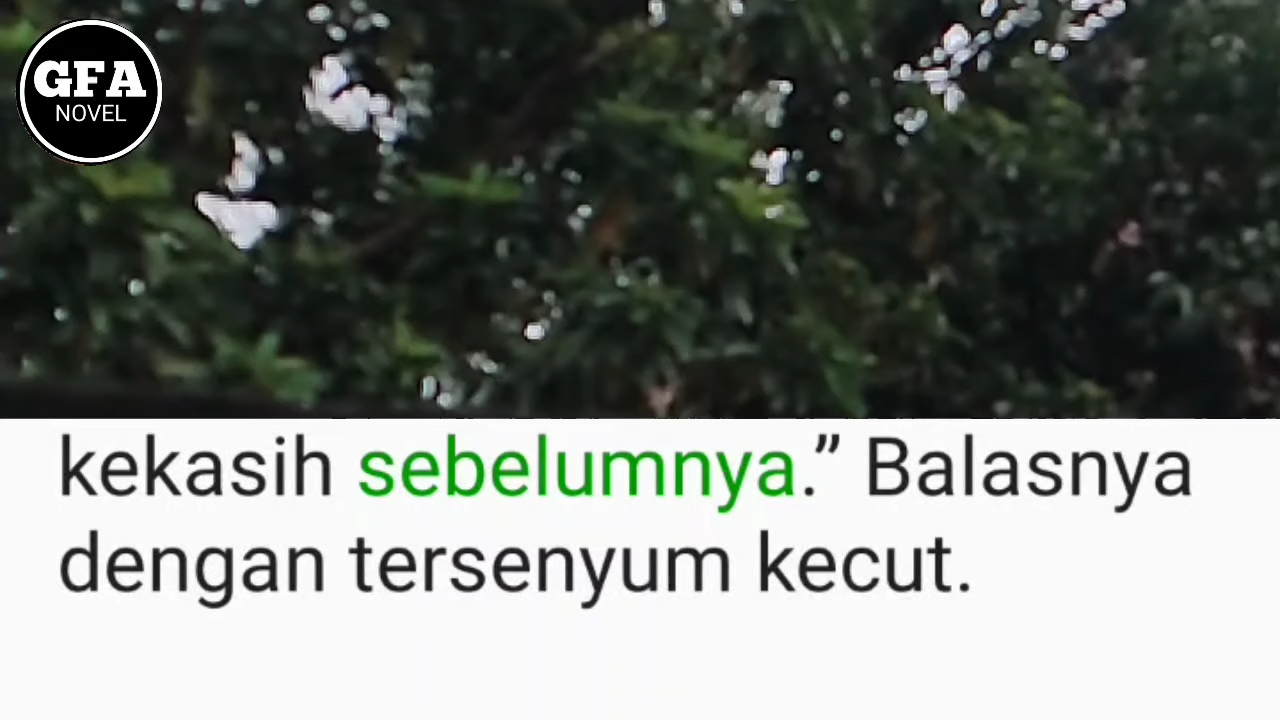 GFA
NOVEL
kekasih sebelumnya.” Balasnya
dengan tersenyum kecut.